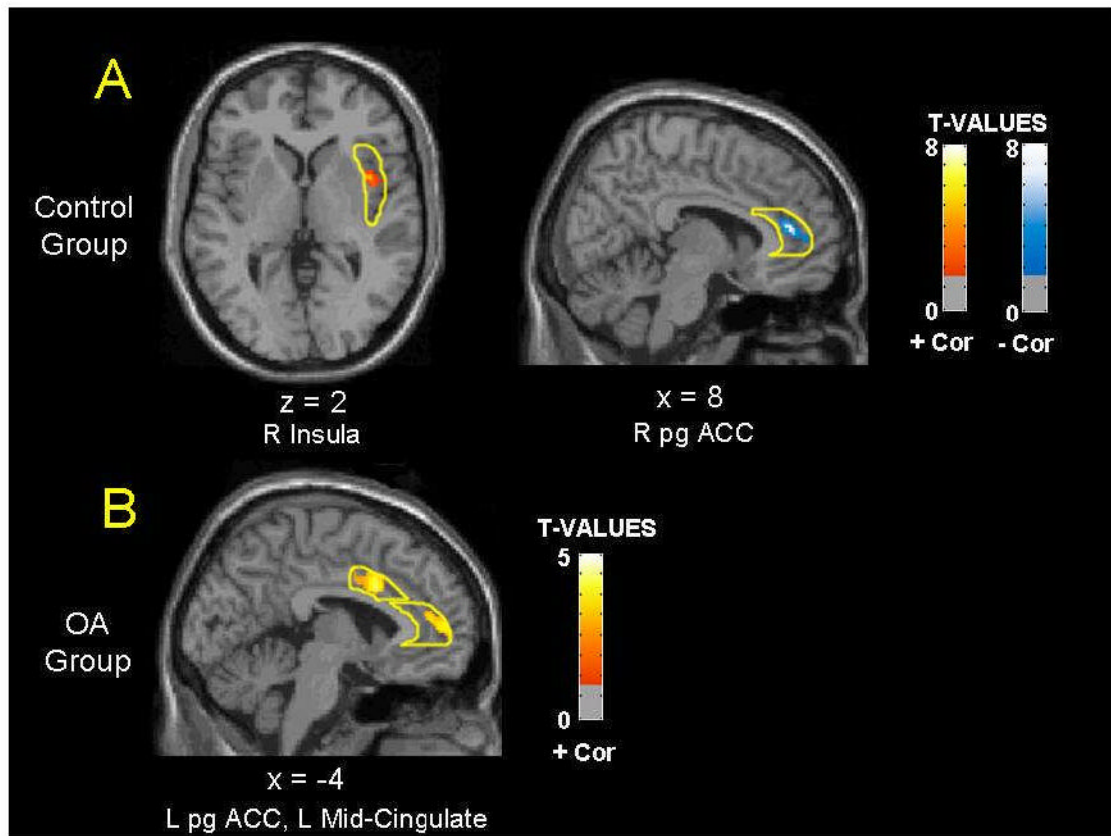 A
Control
Group
z = 2
R Insula
x = 8
R pg ACC
T-VALUES
8
8
0
0
+ Cor
- Cor
B
OA
Group
x = -4
L pg ACC, L Mid-Cingulate
T-VALUES
5
0
+ Cor